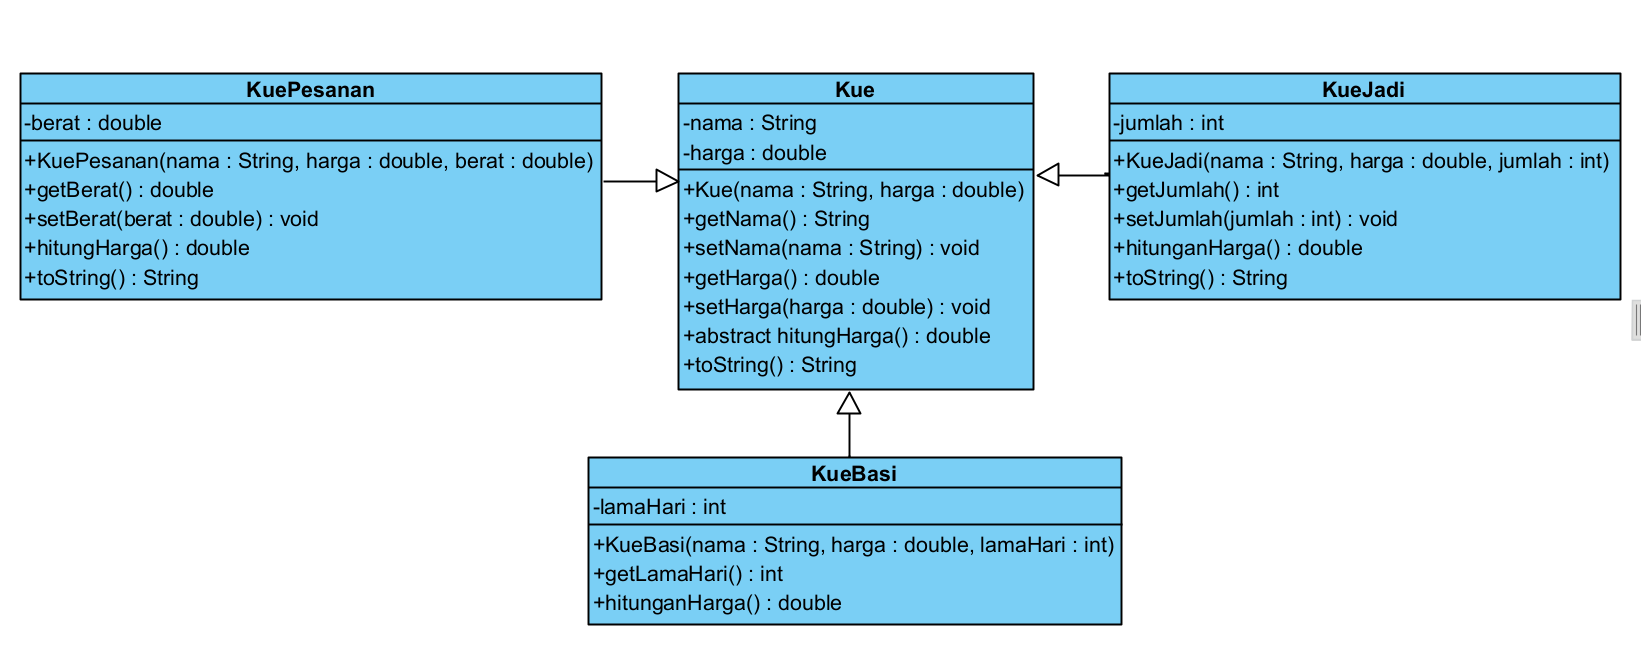 KuePesanan
-berat : double
+KuePesanan(nama : String, harga : double, berat : double)
+getBerat() : double
+setBerat(berat : double) : void
+hitungHarga() : double
+toString() : String
Kue
-nama : String
-harga : double
+Kue(nama : String, harga : double)
+getNama() : String
+setNama(nama : String) : void
+getHarga() : double
+setHarga(harga : double) : void
+abstract hitungHarga() : double
+toString() : String
KueJadi
-jumlah : int
+KueJadi(nama : String, harga : double, jumlah : int)
+getJumlah() : int
+setJumlah(jumlah : int) : void
+hitunganHarga() : double
+toString() : String
KueBasi
-lamaHari : int
+KueBasi(nama : String, harga : double, lamaHari : int)
+getLamaHari() : int
+hitunganHarga() : double